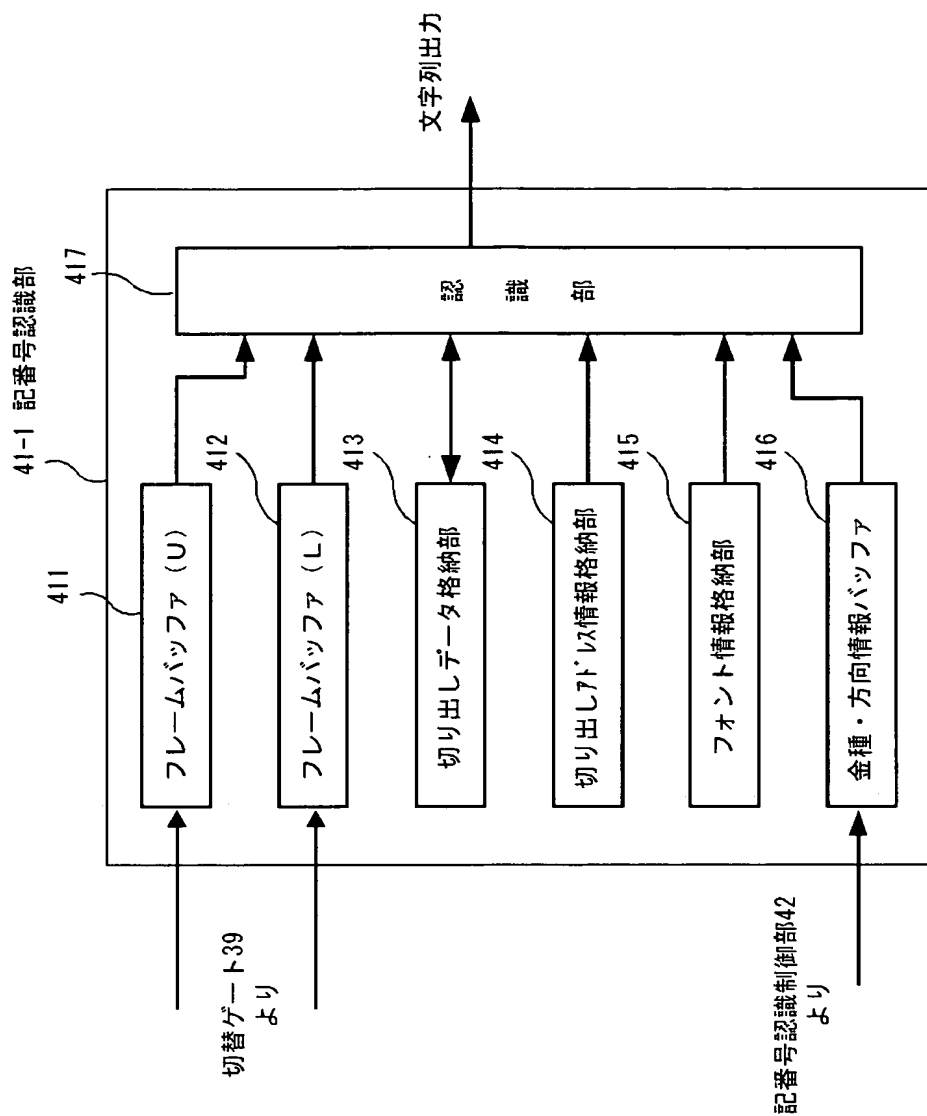 41-1 記番号認識部
411
フレームバッファ（U）
412
フレームバッファ（L）
413
切り出しデータ格納部
414
切り出しアドレス情報格納部
415
フォント情報格納部
416
金種・方向情報バッファ
417
認識部
文字列出力
切替ゲート39
より
記番号認識制御部42
より